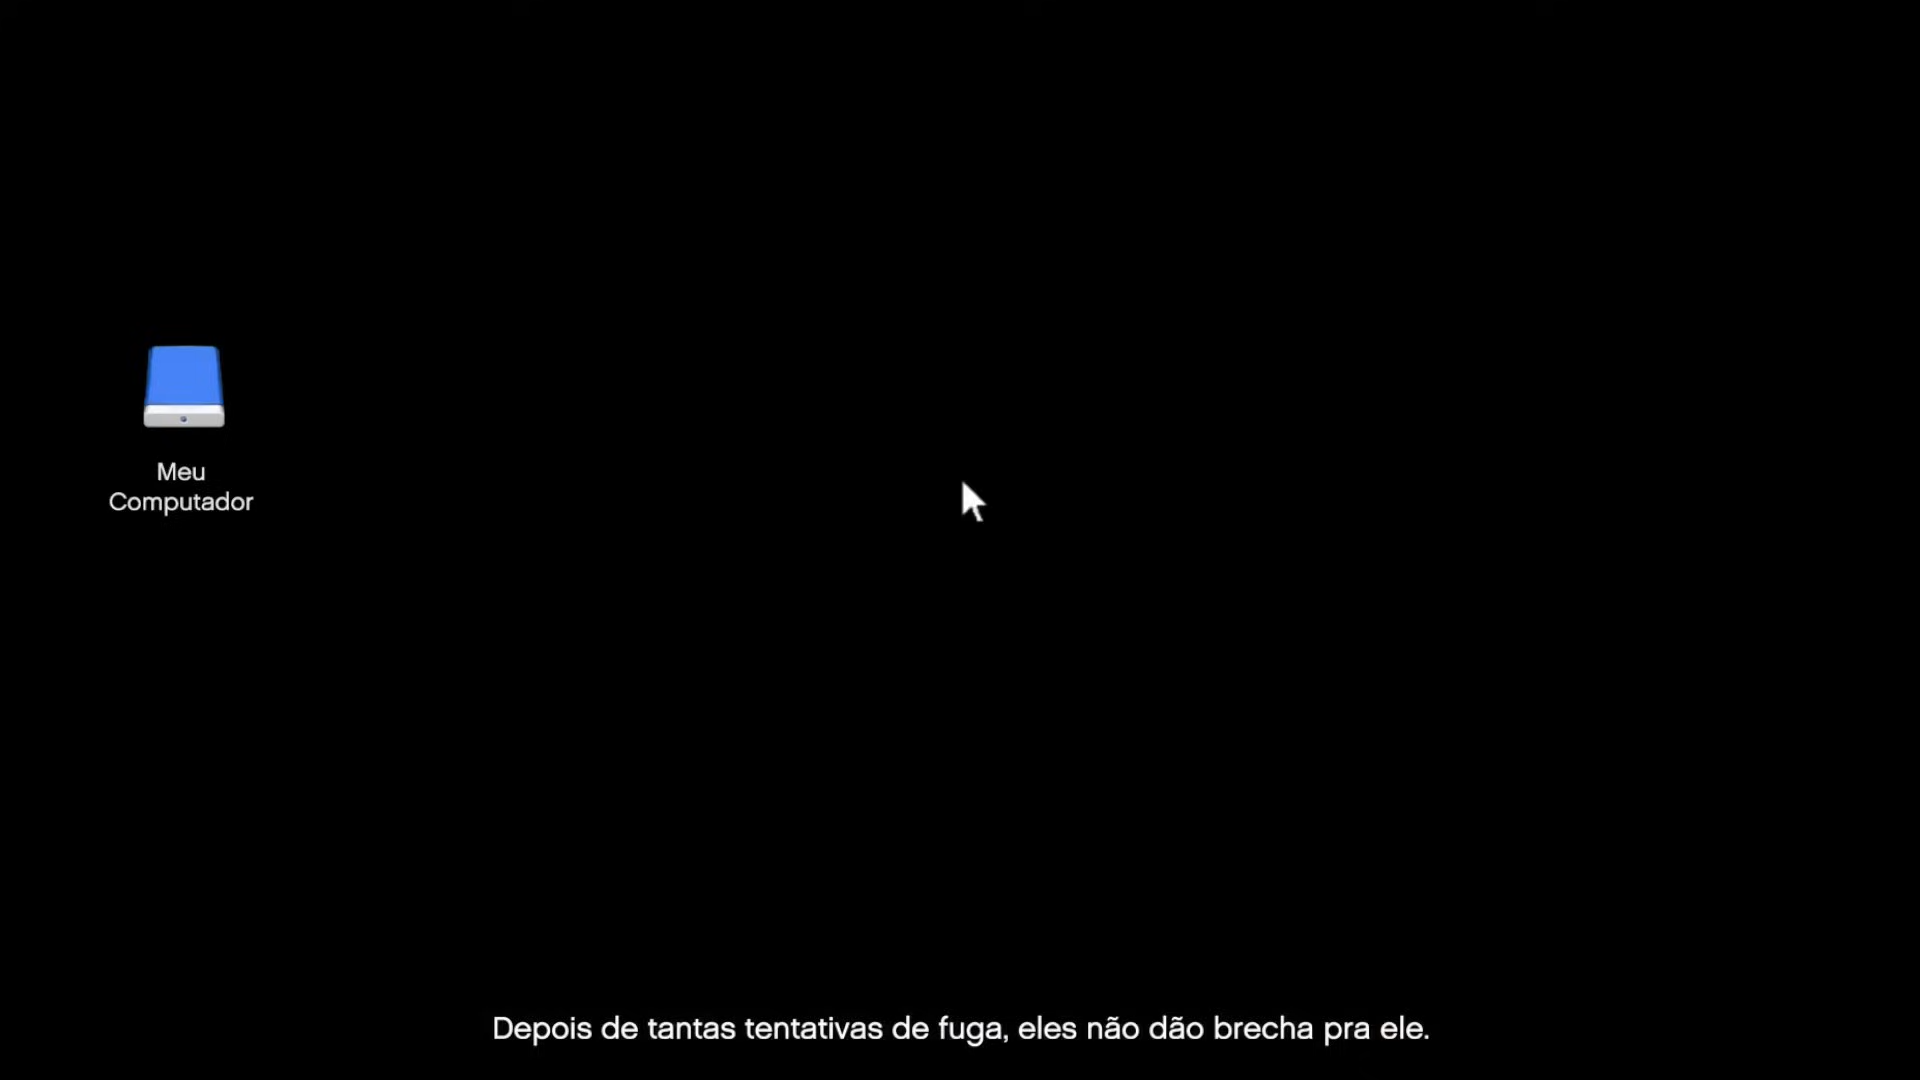 Meu
Computador
Depois de tantas tentativas de fuga, eles não dão brecha pra ele.